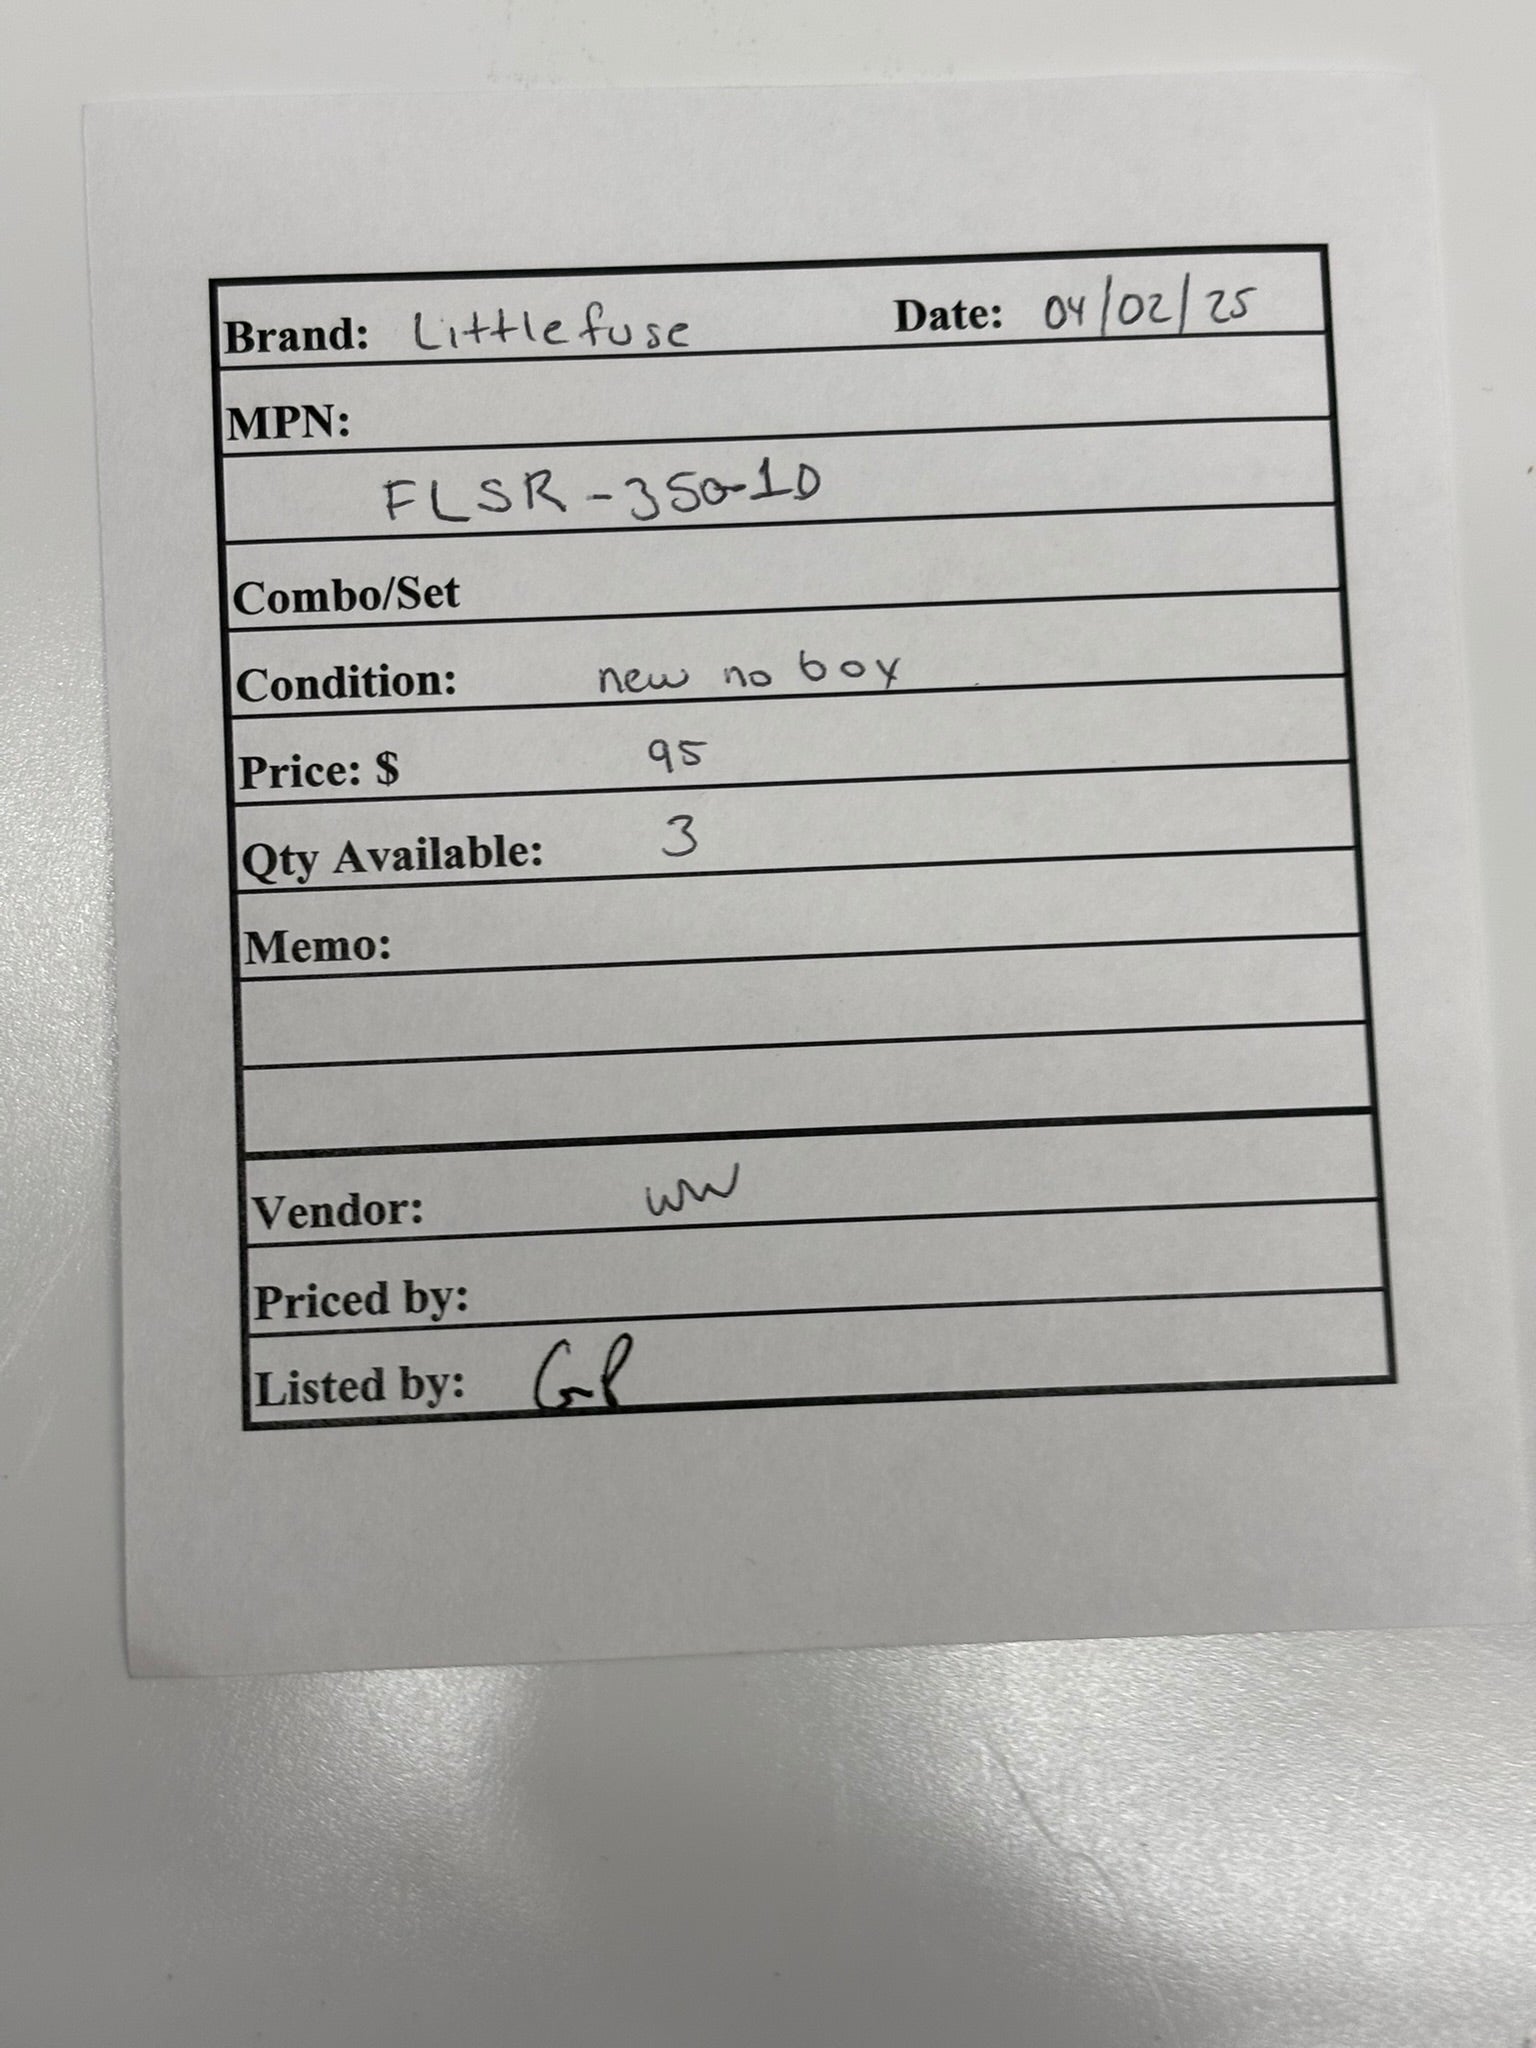 Brand: Littlefuse Date: 04/02/25
MPN:
FLSR-350-1D
Combo/Set
Condition: new no box
Price: $ 95
Qty Available: 3
Memo:
Vendor: WW
Priced by:
Listed by: GP